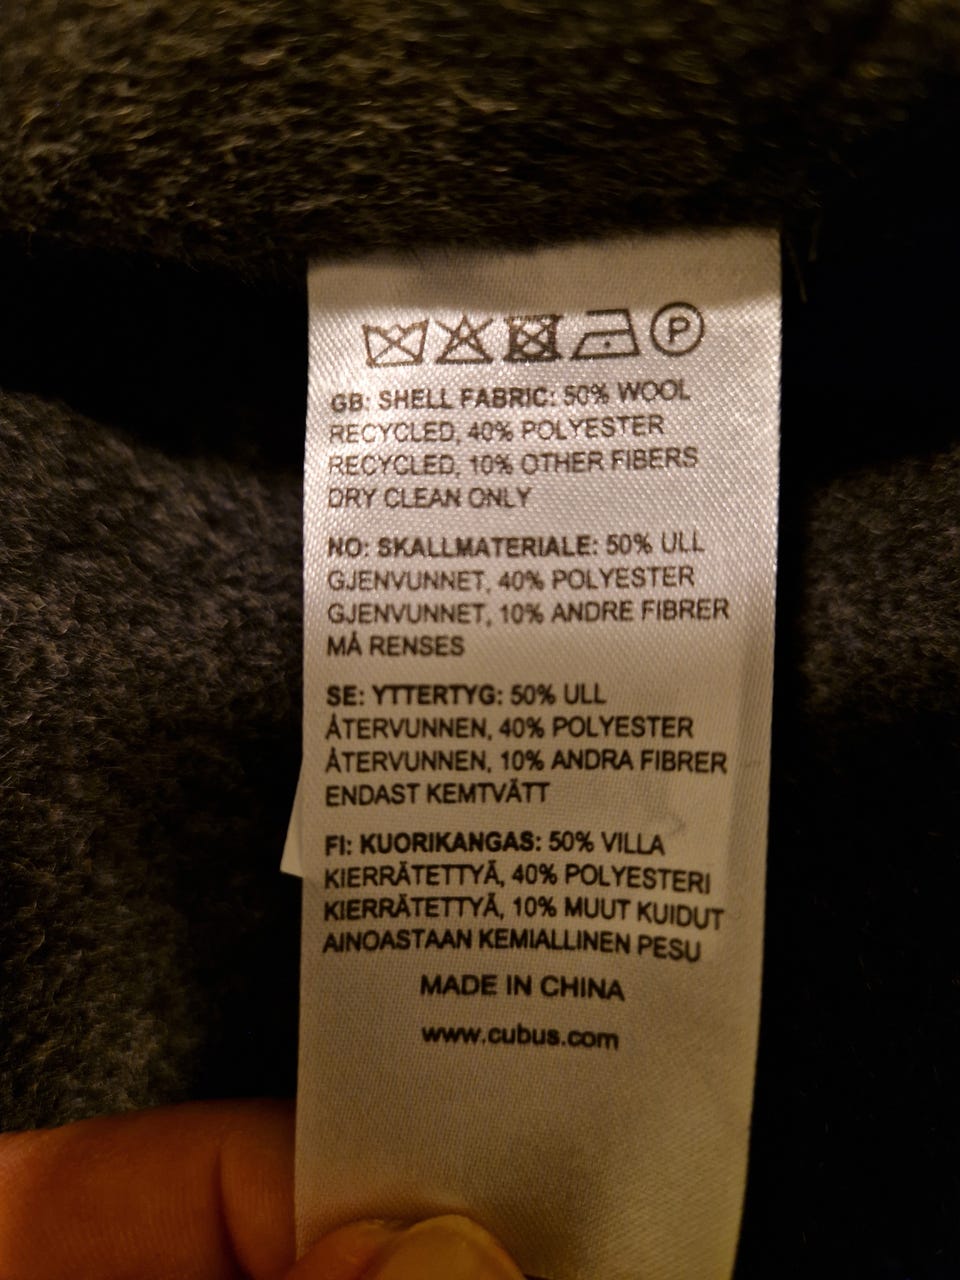 P
GB: SHELL FABRIC: 50% WOOL
RECYCLED, 40% POLYESTER
RECYCLED, 10% OTHER FIBERS
DRY CLEAN ONLY
NO: SKALLMATERIALE: 50% ULL
GJENVUNNET, 40% POLYESTER
GJENVUNNET, 10% ANDRE FIBRER
MÅ RENSES
SE: YTTERTYG: 50% ULL
ÅTERVUNNEN, 40% POLYESTER
ÅTERVUNNEN, 10% ANDRA FIBRER
ENDAST KEMTVÄTT
FI: KUORIKANGAS: 50% VILLA
KIERRÄTETTYÄ, 40% POLYESTERI
KIERRÄTETTYÄ, 10% MUUT KUIDUT
AINOASTAAN KEMIALLINEN PESU
MADE IN CHINA
www.cubus.com